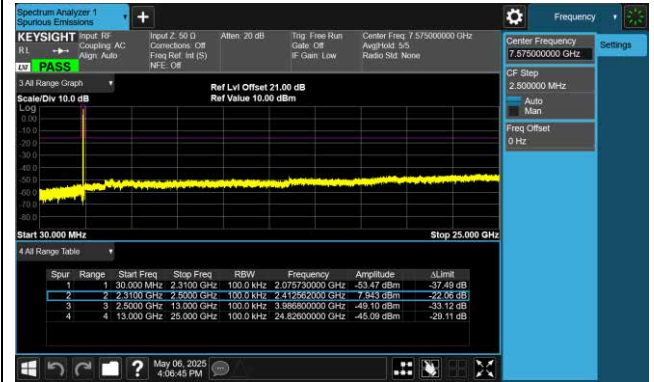 Spectrum Analyzer 1
Spurious Emissions
Frequency
KEYSIGHT
Input: RF
Input Z: 50 Ω
Atten: 20 dB
Trig: Free Run
Center Freq: 7.575000000 GHz
RL
Coupling: AC
Corrections: Off
Gate: Off
Avg|Hold: 5/5
Align: Auto
Freq Ref: Int (S)
IF Gain: Low
Radio Std: None
NFE: Off
LXI
PASS
Center Frequency
7.575000000 GHz
Settings
CF Step
2.500000 MHz
Auto
Man
Freq Offset
0 Hz
3 All Range Graph
Scale/Div 10.0 dB
Ref Lvl Offset 21.00 dB
Ref Value 10.00 dBm
Log
0.00
-10.0
-20.0
-30.0
-40.0
-50.0
-60.0
-70.0
-80.0
Start 30.000 MHz
Stop 25.000 GHz
4 All Range Table
Spur Range Start Freq Stop Freq RBW Frequency Amplitude ΔLimit
1 1 30.000 MHz 2.3100 GHz 100.0 kHz 2.075730000 GHz -53.47 dBm -37.49 dB
2 2 2.3100 GHz 2.5000 GHz 100.0 kHz 2.412562000 GHz 7.943 dBm -22.06 dB
3 3 2.5000 GHz 13.000 GHz 100.0 kHz 3.986800000 GHz -49.10 dBm -33.12 dB
4 4 13.000 GHz 25.000 GHz 100.0 kHz 24.82600000 GHz -45.09 dBm -29.11 dB
May 06, 2025
4:06:45 PM